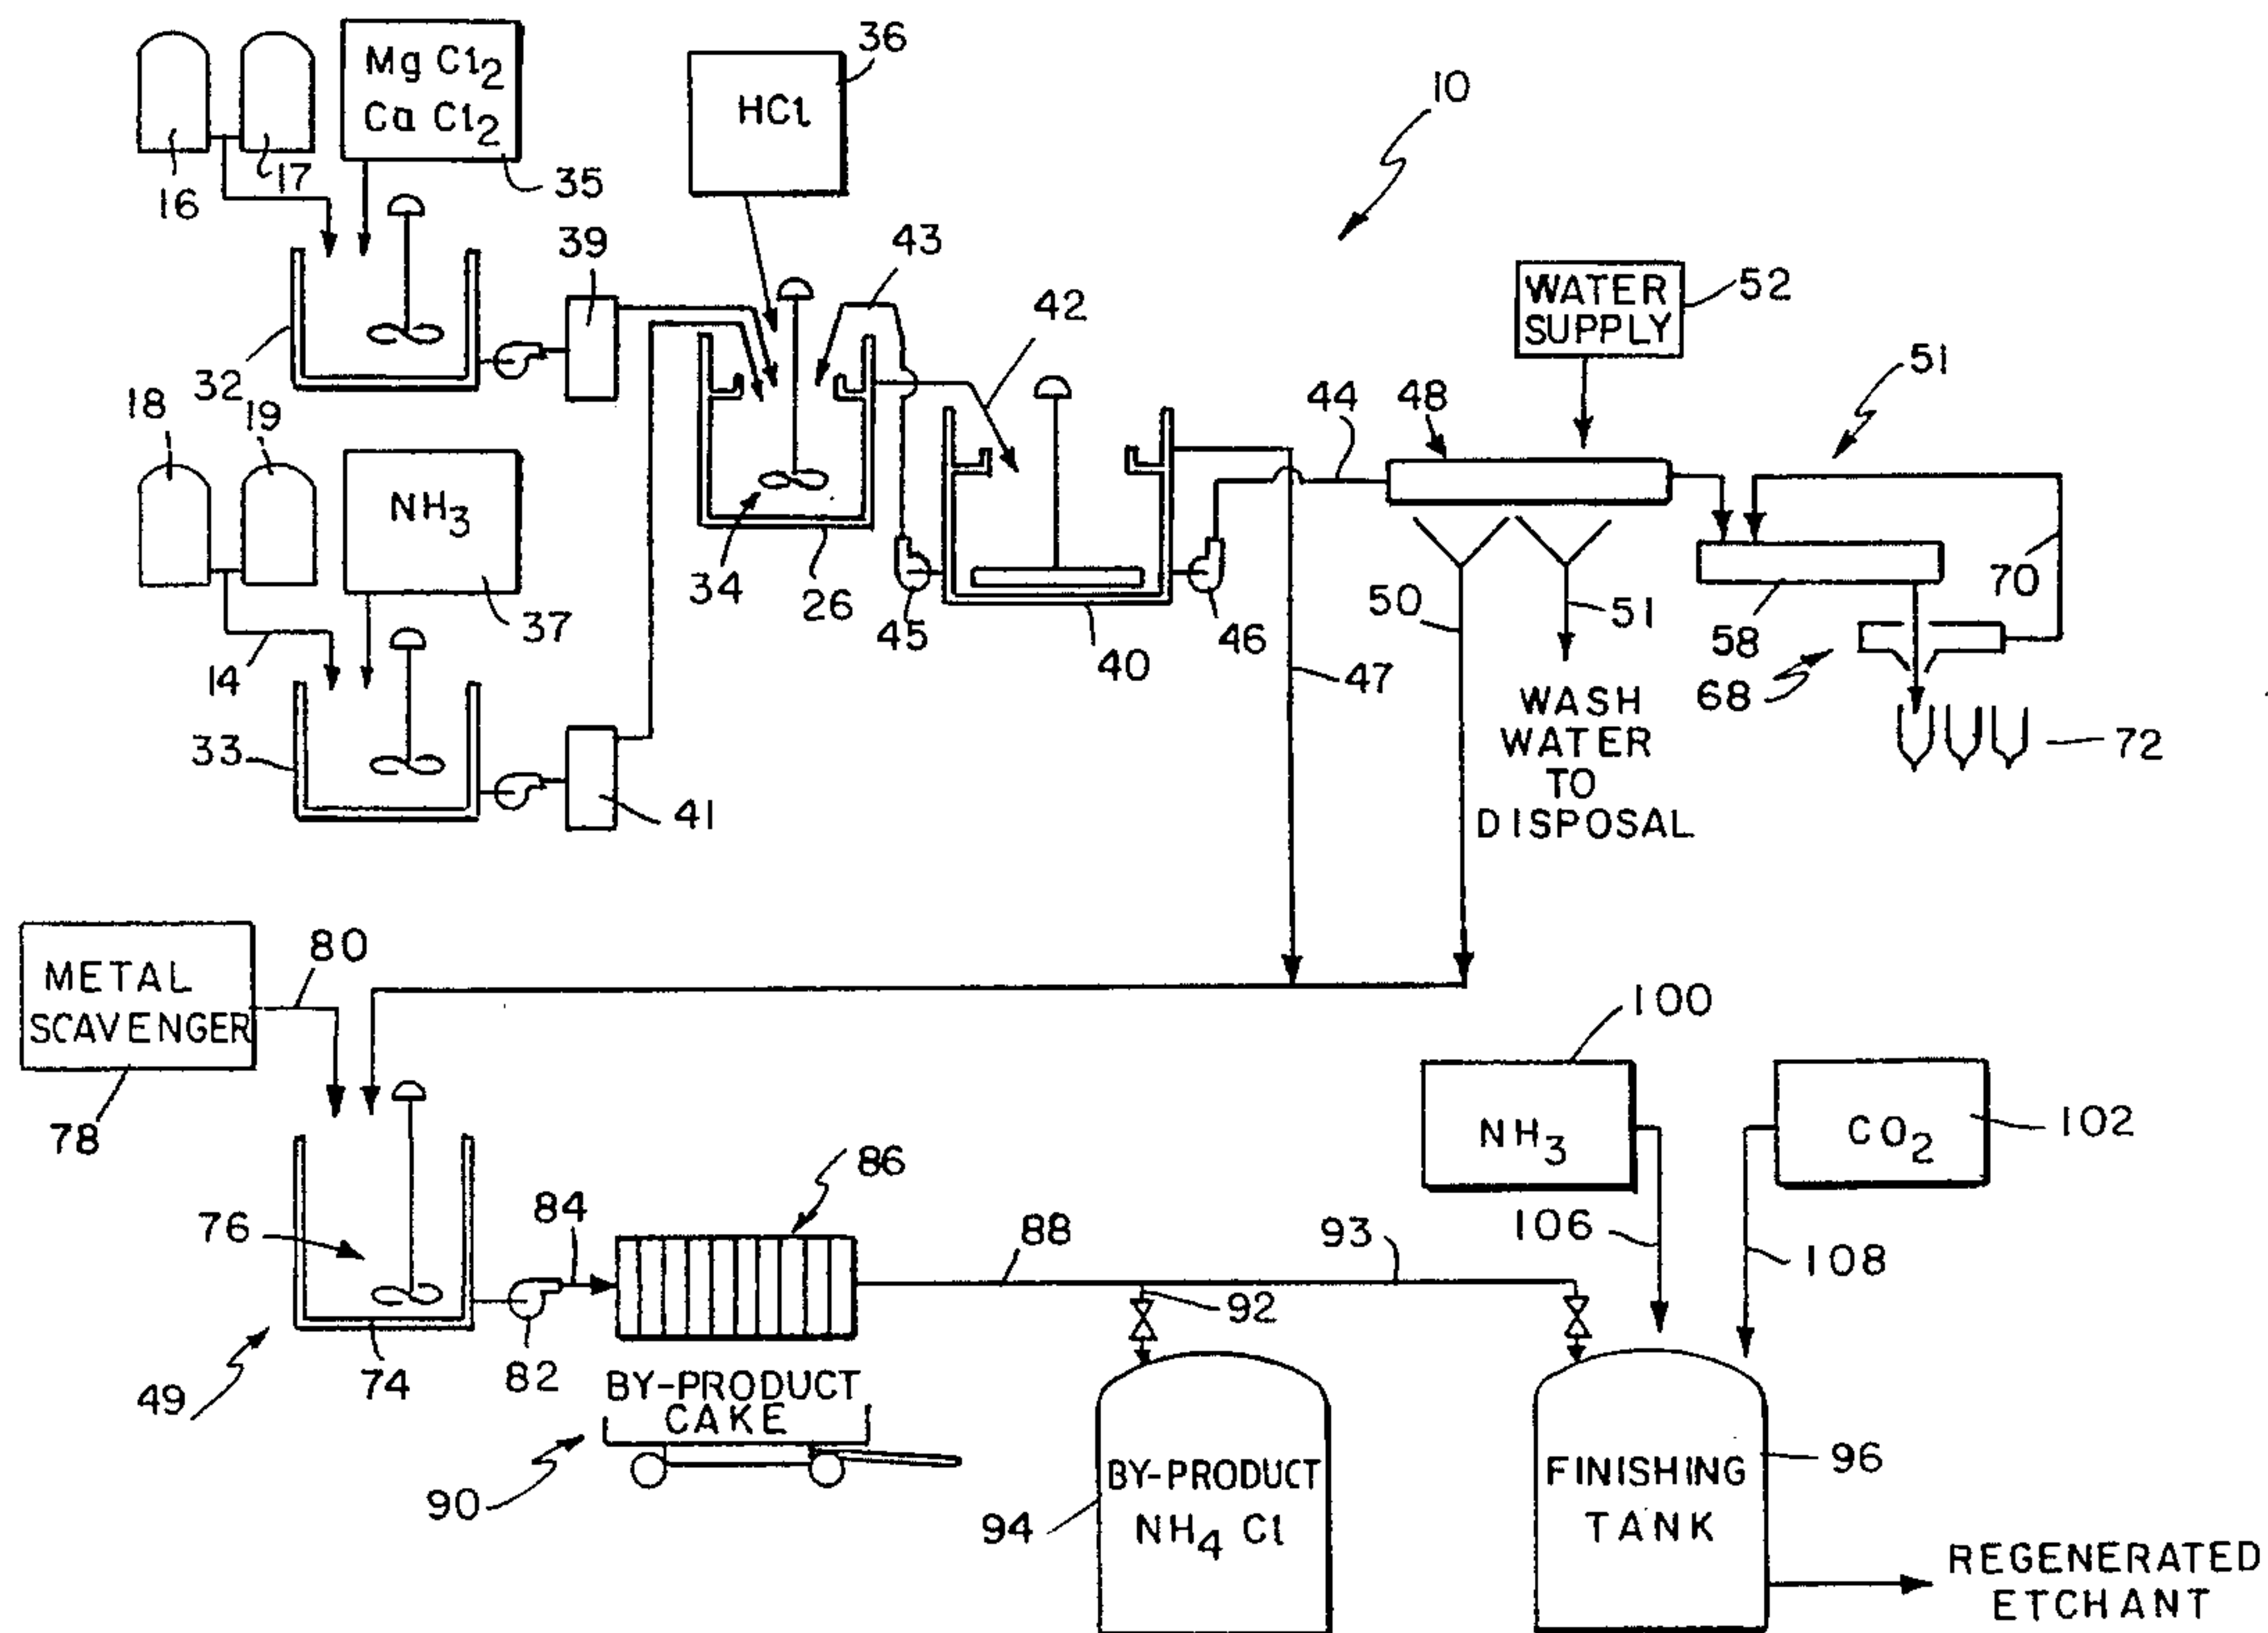 Mg Cl2
Ca Cl2
36
HCl
10
16
17
35
39
43
42
WATER
SUPPLY
52
51
32
18
19
44
48
NH3
37
34
26
45
40
46
50
51
58
70
14
47
68
72
33
41
WASH
WATER
TO
DISPOSAL
METAL
SCAVENGER
80
78
100
NH3
CO2
102
76
84
86
88
93
106
108
92
49
74
82
BY-PRODUCT
CAKE
90
94
BY-PRODUCT
NH4 Cl
FINISHING
TANK
96
REGENERATED
ETCHANT